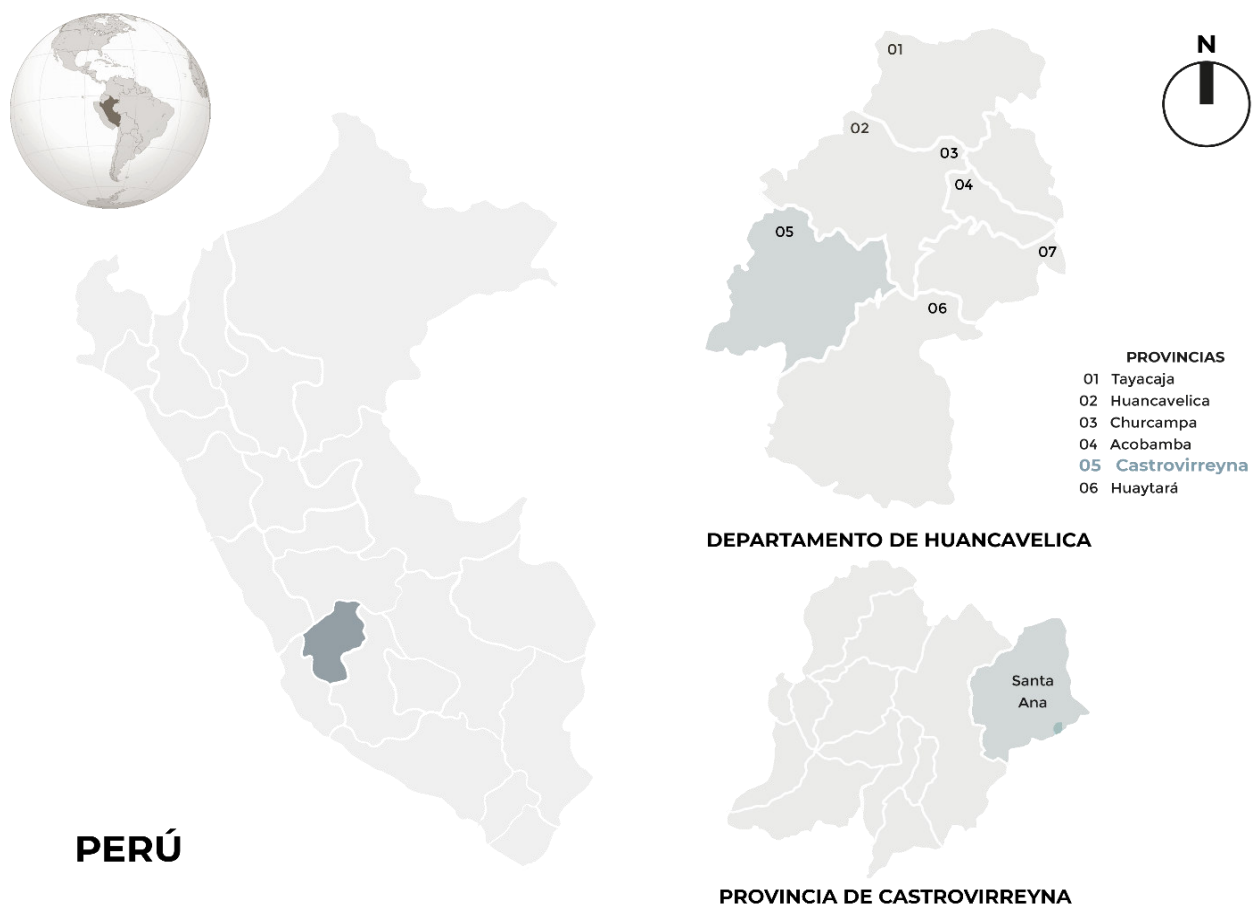 N
01
02
03
04
05
07
06
PROVINCIAS
01 Tayacaja
02 Huancavelica
03 Churcampa
04 Acobamba
05 Castrovirreyna
06 Huaytará
DEPARTAMENTO DE HUANCAVELICA
Santa
Ana
PERÚ
PROVINCIA DE CASTROVIRREYNA